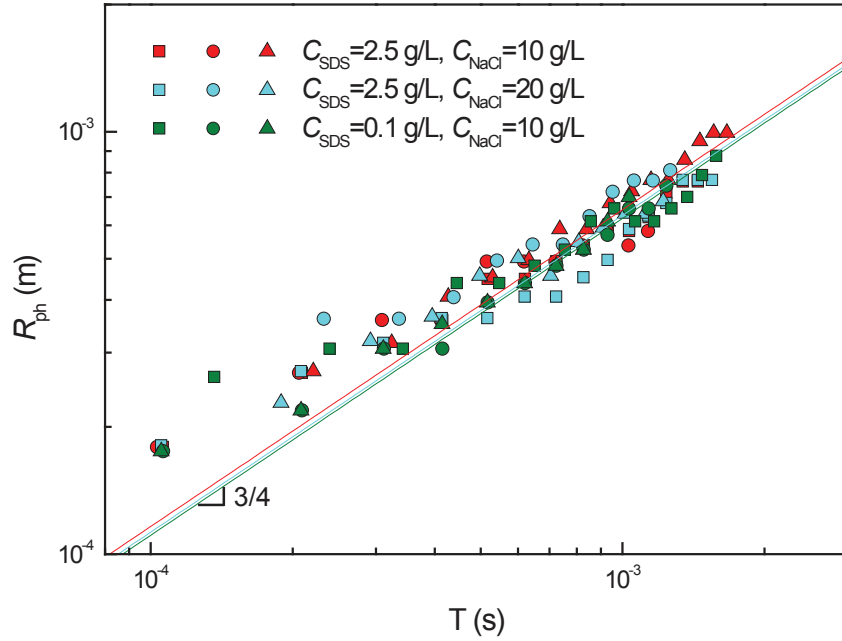 C_SDS=2.5 g/L, C_NaCl=10 g/L
C_SDS=2.5 g/L, C_NaCl=20 g/L
C_SDS=0.1 g/L, C_NaCl=10 g/L
10^-3
R_ph (m)
3/4
10^-4
10^-4
10^-3
T (s)